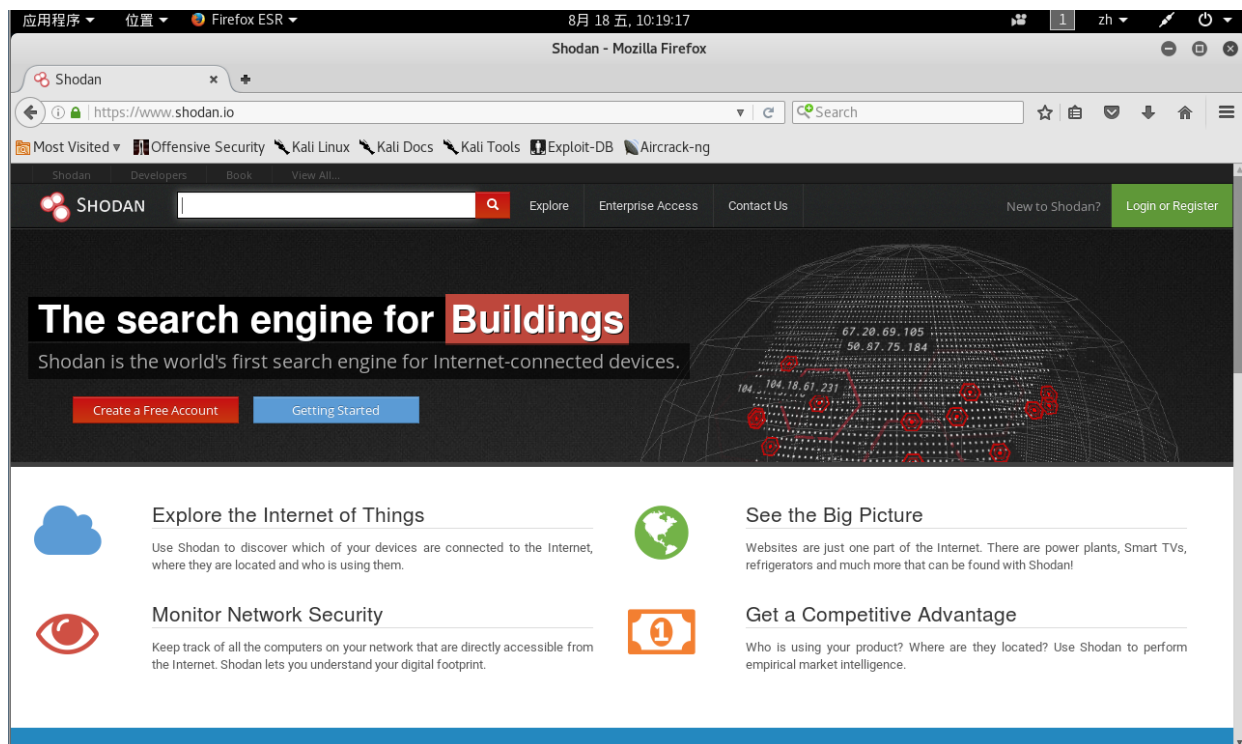 应用程序 ▾ 位置 ▾ Firefox ESR ▾ 8月 18 五, 10:19:17 1 zh ▾
Shodan - Mozilla Firefox
Shodan
https://www.shodan.io Search
Most Visited ▾ Offensive Security Kali Linux Kali Docs Kali Tools Exploit-DB Aircrack-ng
Shodan Developers Book View All...
SHODAN Explore Enterprise Access Contact Us New to Shodan? Login or Register
The search engine for Buildings
Shodan is the world's first search engine for Internet-connected devices.
Create a Free Account Getting Started
67.20.69.105
50.87.75.184
104. 104.18.61.231
Explore the Internet of Things
Use Shodan to discover which of your devices are connected to the Internet,
where they are located and who is using them.
See the Big Picture
Websites are just one part of the Internet. There are power plants, Smart TVs,
refrigerators and much more that can be found with Shodan!
Monitor Network Security
Keep track of all the computers on your network that are directly accessible from
the Internet. Shodan lets you understand your digital footprint.
1
Get a Competitive Advantage
Who is using your product? Where are they located? Use Shodan to perform
empirical market intelligence.